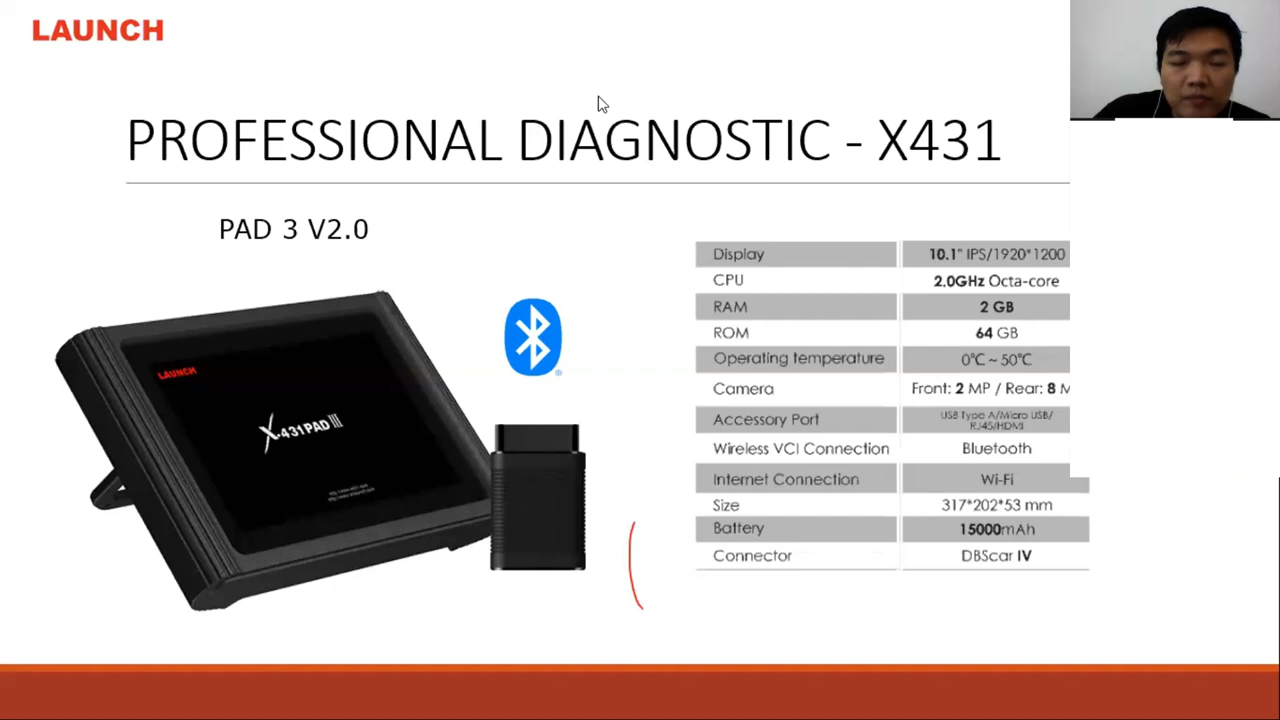 LAUNCH
PROFESSIONAL DIAGNOSTIC - X431
PAD 3 V2.0
LAUNCH
X-431 PAD III
Display 10.1" IPS/1920*1200
CPU 2.0GHz Octa-core
RAM 2 GB
ROM 64 GB
Operating temperature 0℃ ~ 50℃
Camera Front: 2 MP / Rear: 8 M
Accessory Port USB Type A/Micro USB/
RJ45/HDMI
Wireless VCI Connection Bluetooth
Internet Connection Wi-Fi
Size 317*202*53 mm
Battery 15000mAh
Connector DBScar IV